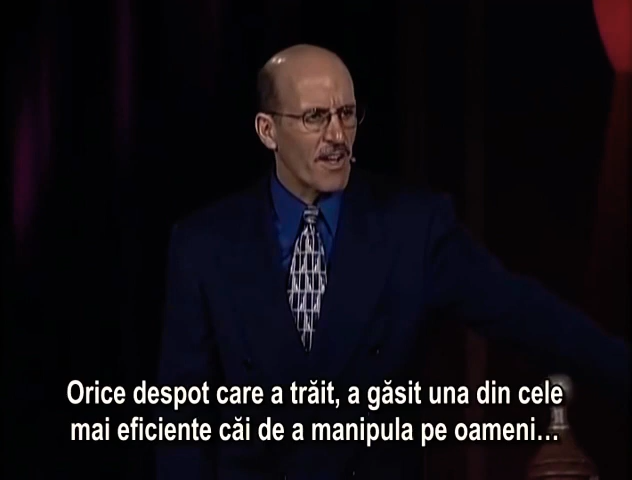 Orice despot care a trăit, a găsit una din cele
mai eficiente căi de a manipula pe oameni...